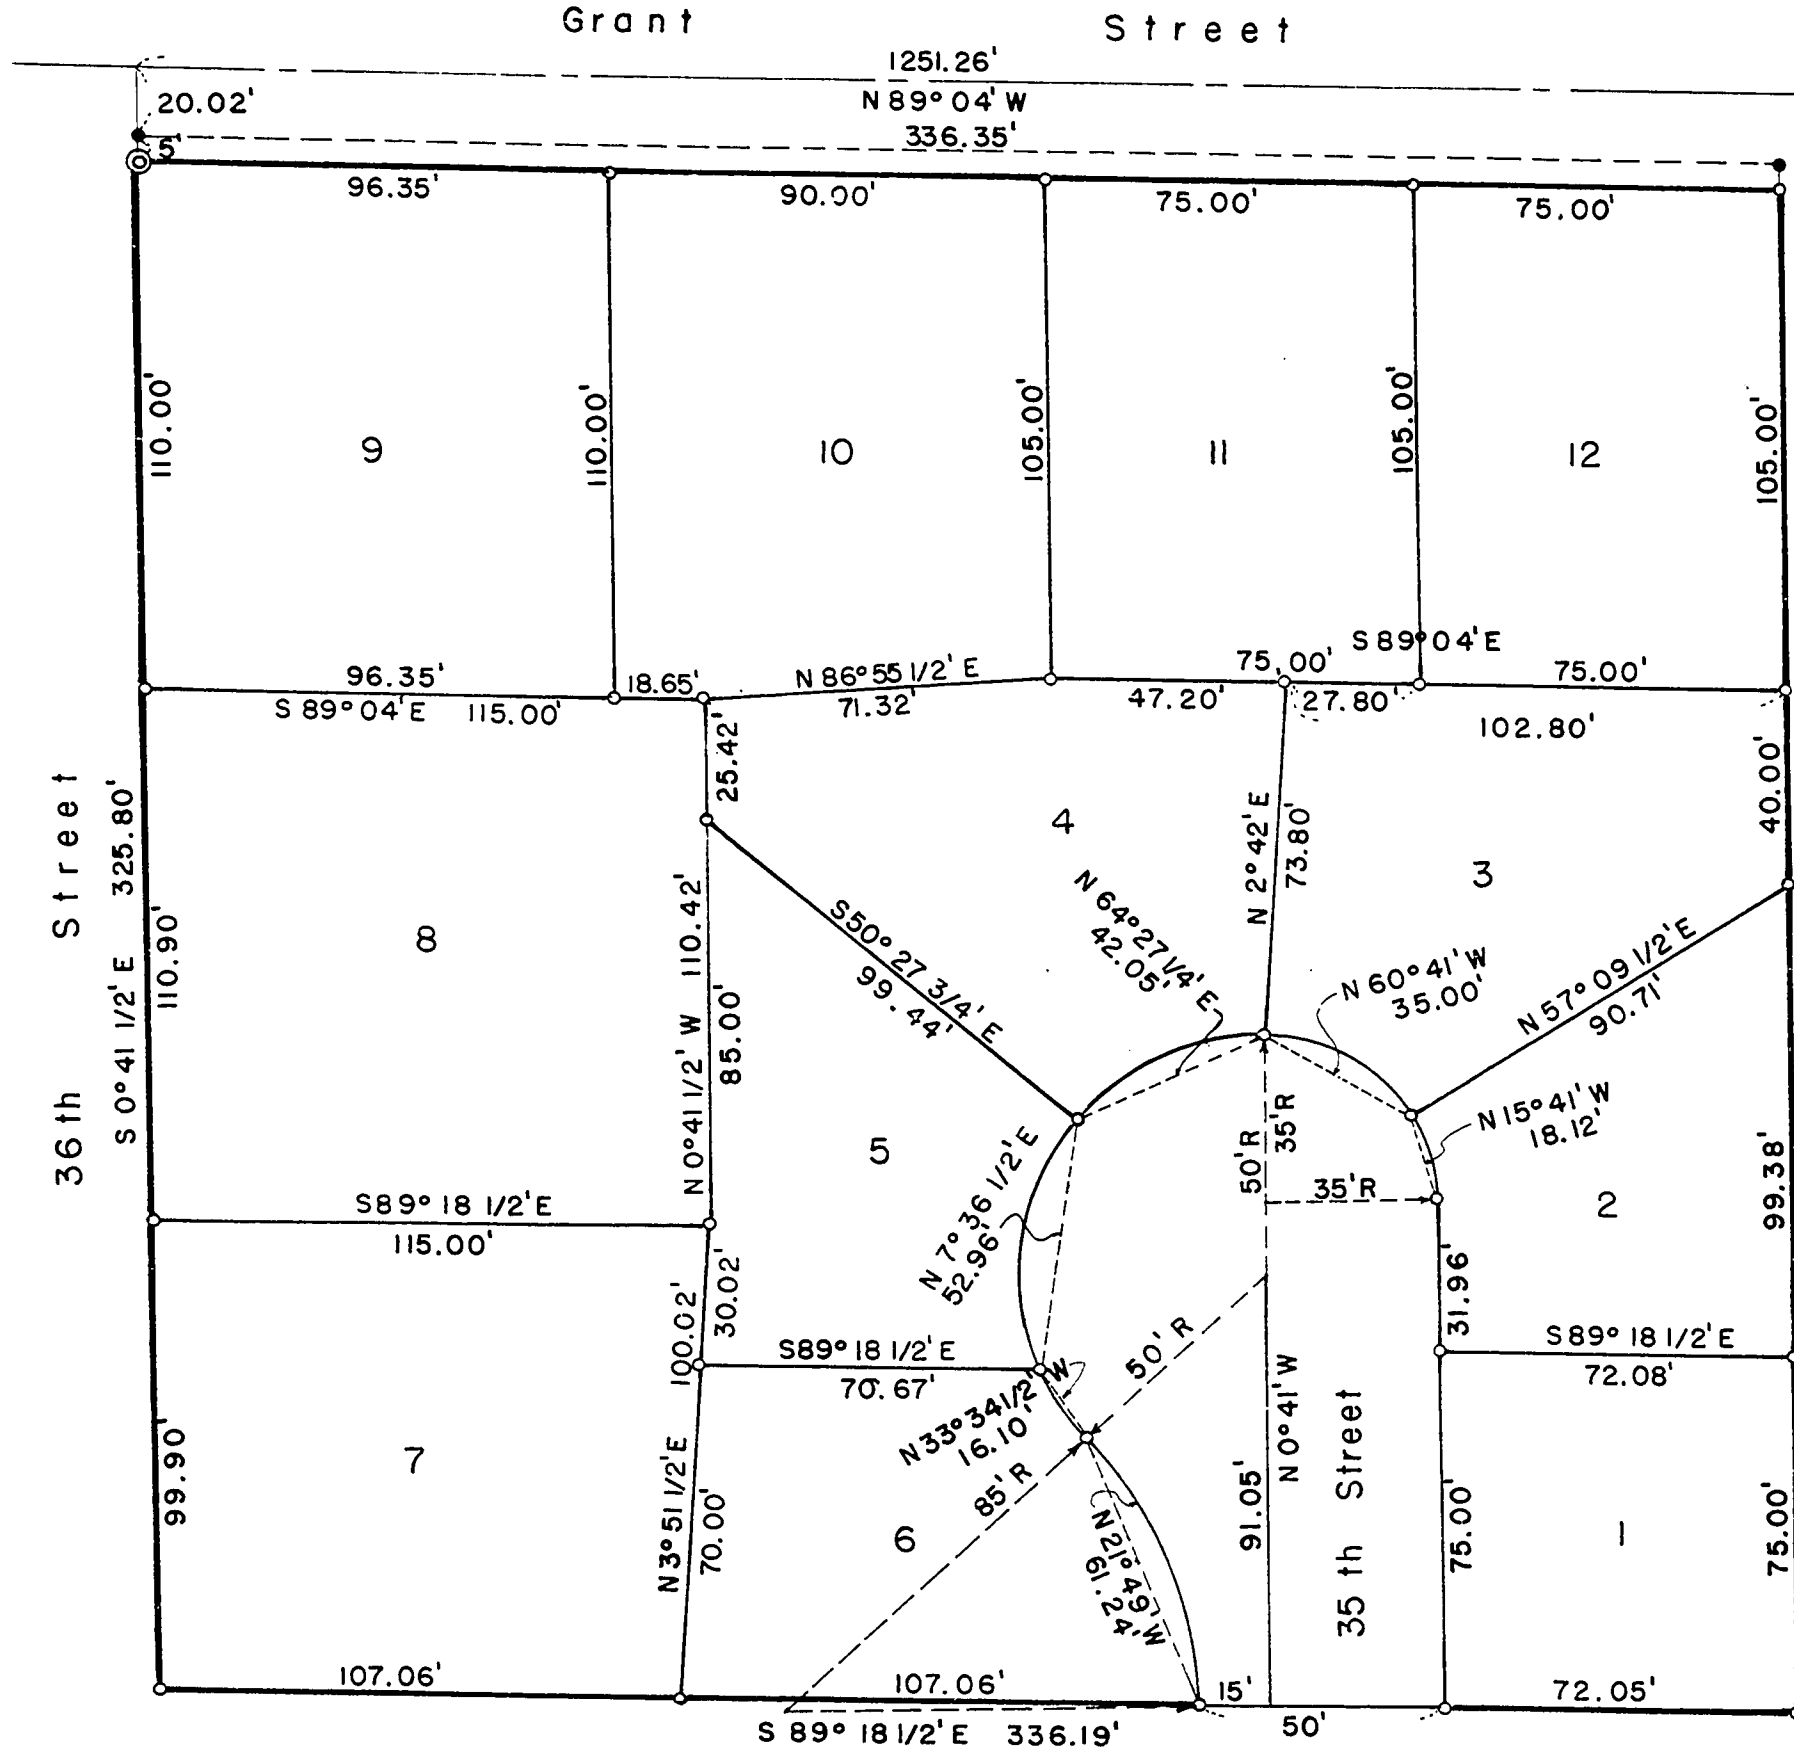 Grant Street
1251.26'
20.02'
N 89° 04' W
336.35'
5'
96.35'
90.90'
75.00'
75.00'
110.00'
9
110.00'
10
105.00'
11
105.00'
12
105.00'
96.35'
S 89° 04' E 115.00'
18.65'
N 86° 55 1/2' E
71.32'
75.00'
S 89° 04' E
47.20'
27.80'
75.00'
102.80'
36th Street
S 0° 41 1/2' E 325.80'
110.90'
8
25.42'
N 0° 41 1/2' W 110.42'
85.00'
4
S 50° 27 3/4' E
99.44'
N 64° 27 1/4' E
42.05'
N 2° 42' E
73.80'
3
40.00'
N 60° 41' W
35.00'
N 57° 09 1/2' E
90.71'
N 15° 41' W
18.12'
5
N 7° 36 1/2' E
52.96'
50' R
35' R
35' R
2
99.38'
31.96'
S 89° 18 1/2' E
115.00'
100.02'
30.02'
S 89° 18 1/2' E
70.67'
50' R
S 89° 18 1/2' E
72.08'
N 33° 34 1/2' W
16.10'
7
99.90'
N 3° 51 1/2' E
70.00'
6
85' R
N 21° 49' W
61.24'
91.05'
N 0° 41' W
35 th Street
75.00'
1
75.00'
107.06'
107.06'
15'
72.05'
S 89° 18 1/2' E 336.19'
50'